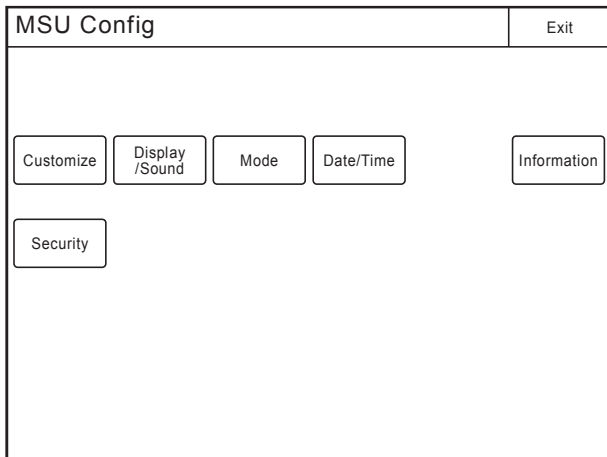 MSU Config
Exit
Customize
Display
/Sound
Mode
Date/Time
Information
Security